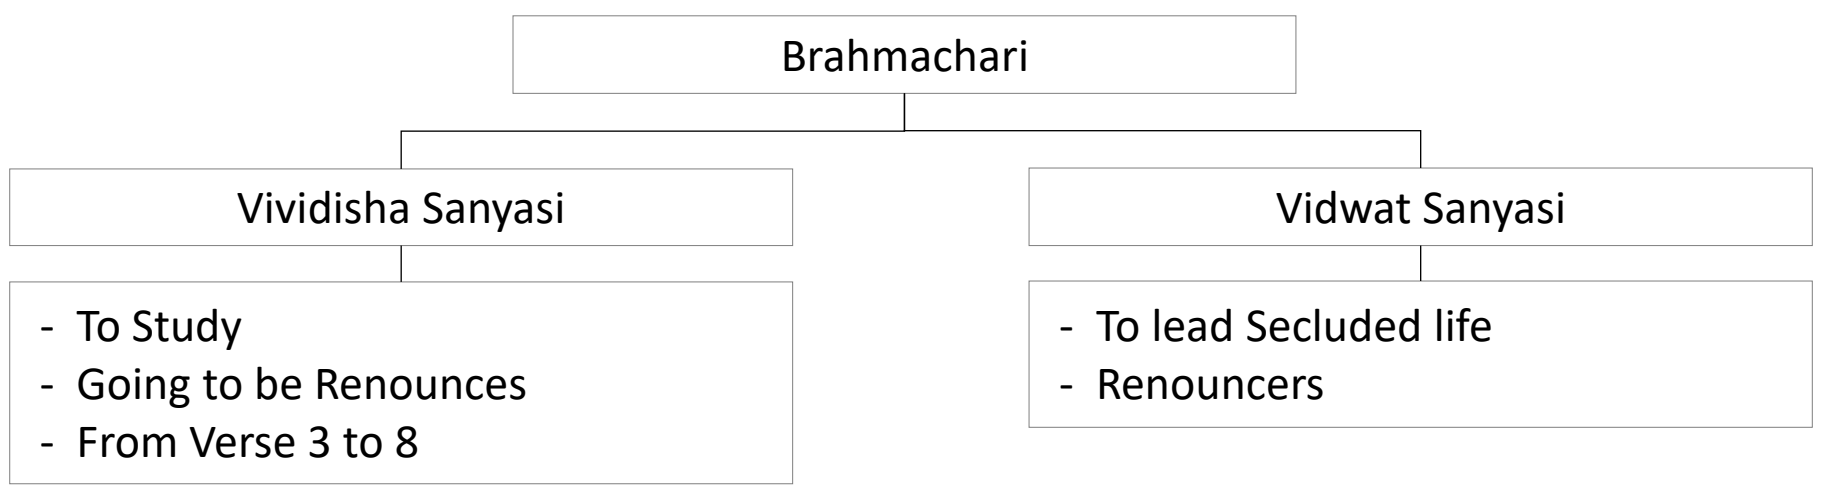 Brahmachari
Vividisha Sanyasi
Vidwat Sanyasi
- To Study
- Going to be Renounces
- From Verse 3 to 8
- To lead Secluded life
- Renouncers